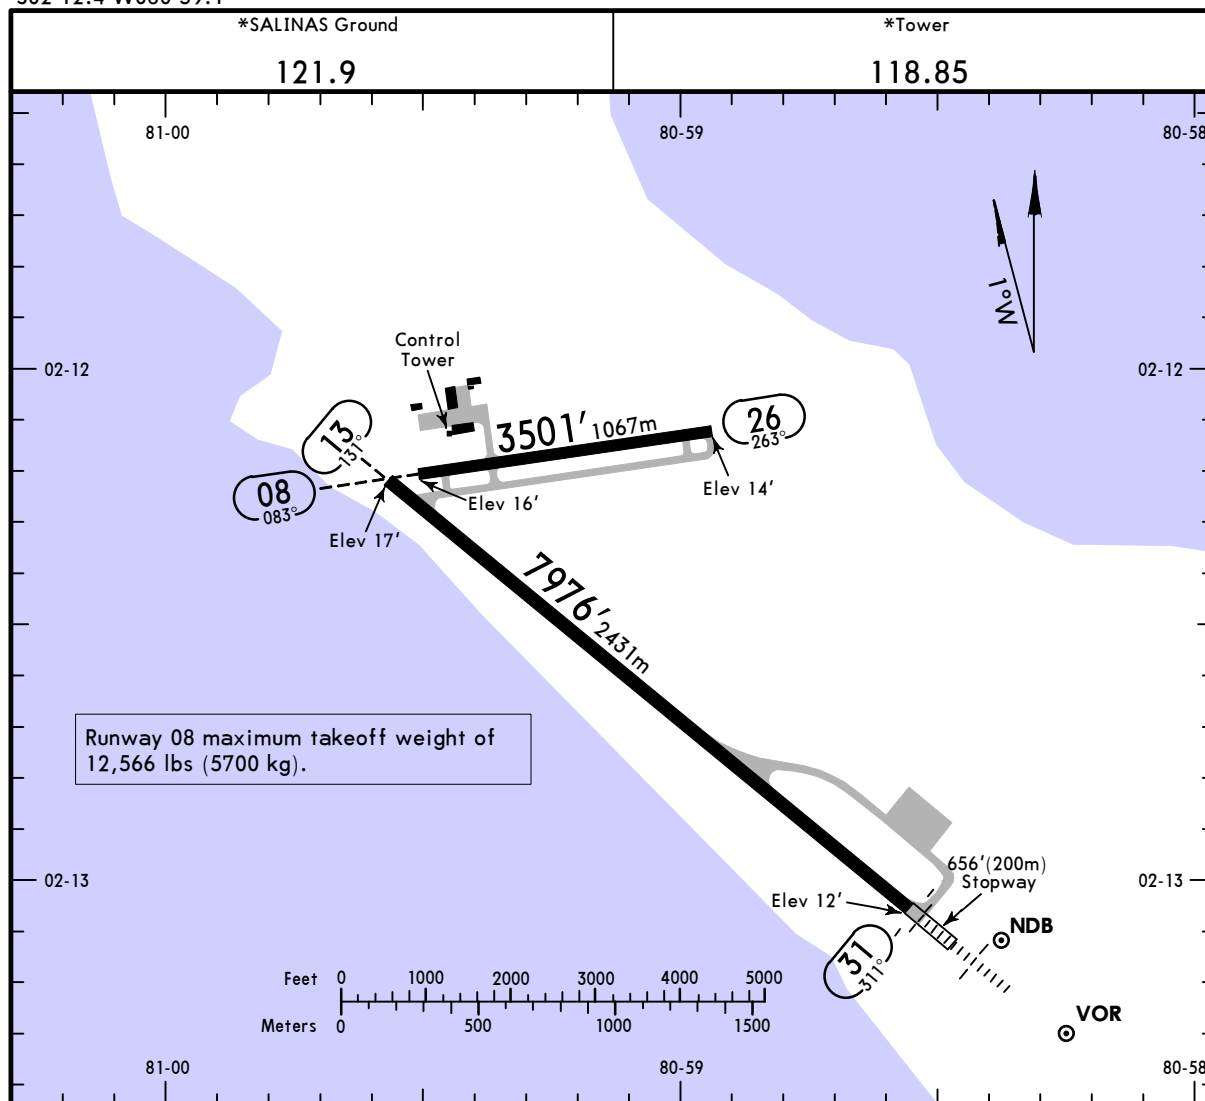 *SALINAS Ground
*Tower
121.9
118.85
81-00
80-59
80-58
1°W
02-12
02-12
Control
Tower
13
131°
3501' 1067m
26
263°
08
083°
Elev 16'
Elev 14'
Elev 17'
7976' 2431m
Runway 08 maximum takeoff weight of
12,566 lbs (5700 kg).
02-13
02-13
656'(200m)
Stopway
Elev 12'
NDB
31
311°
Feet 0 1000 2000 3000 4000 5000
Meters 0 500 1000 1500
VOR
81-00
80-59
80-58